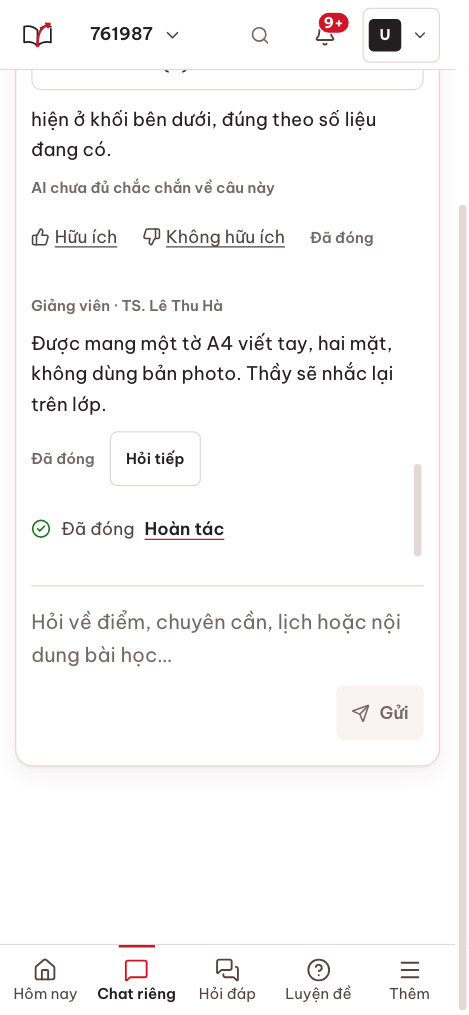 761987
9+
U
hiện ở khối bên dưới, đúng theo số liệu
đang có.
AI chưa đủ chắc chắn về câu này
Hữu ích
Không hữu ích
Đã đóng
Giảng viên · TS. Lê Thu Hà
Được mang một tờ A4 viết tay, hai mặt,
không dùng bản photo. Thầy sẽ nhắc lại
trên lớp.
Đã đóng
Hỏi tiếp
Đã đóng Hoàn tác
Hỏi về điểm, chuyên cần, lịch hoặc nội
dung bài học...
Gửi
Hôm nay
Chat riêng
Hỏi đáp
Luyện đề
Thêm